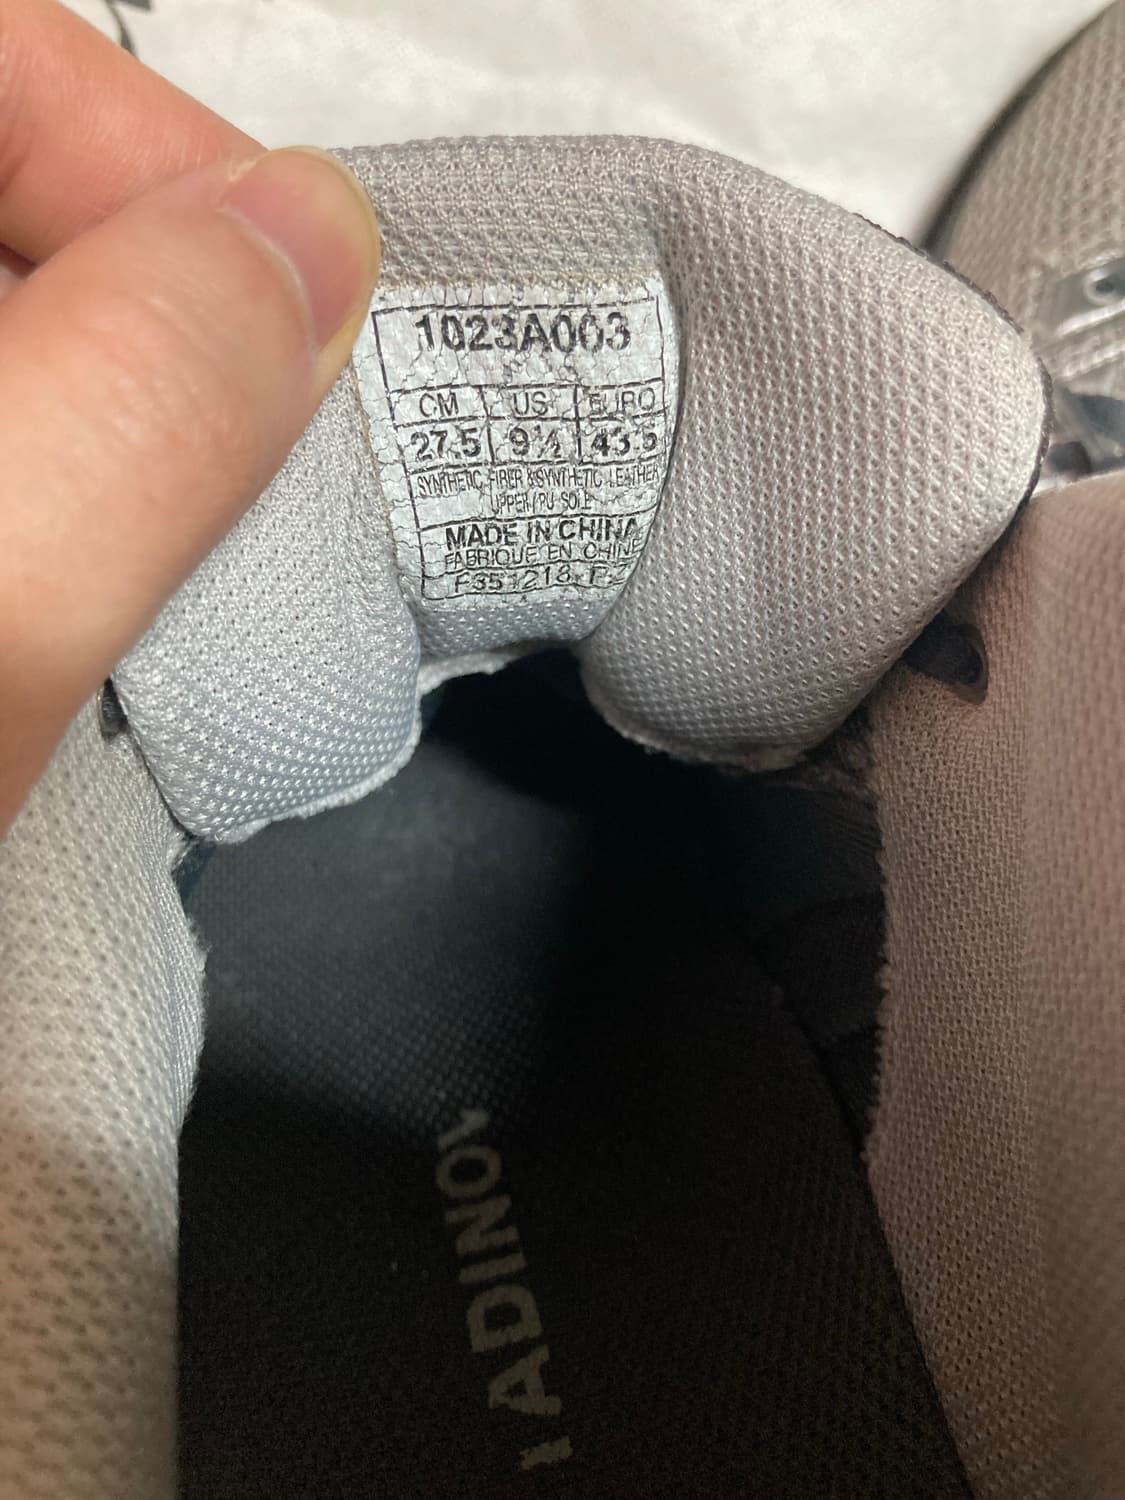 1023A003
CM US EURO
27.5 9½ 43.5
SYNTHETIC FIBER & SYNTHETIC LEATHER
UPPER / PU SOLE
MADE IN CHINA
FABRIQUE EN CHINE
F351218